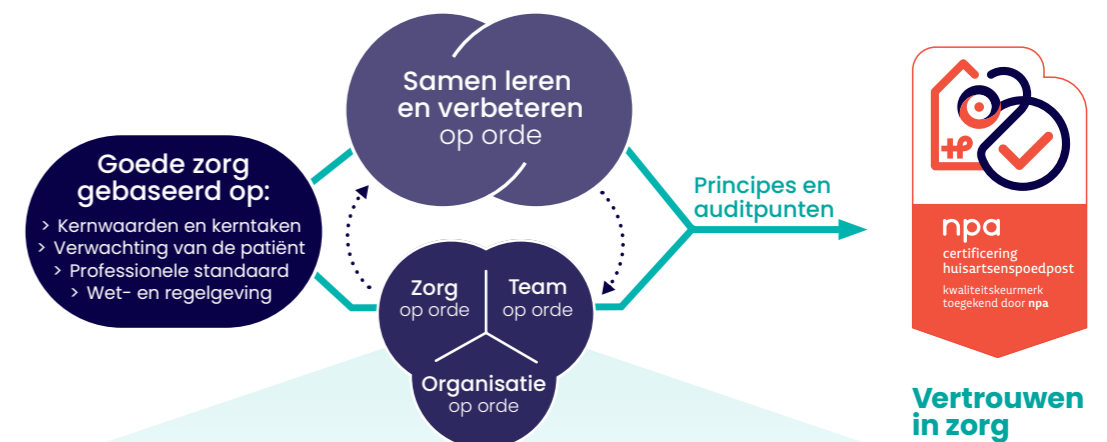 Goede zorg
gebaseerd op:
> Kernwaarden en kerntaken
> Verwachting van de patiënt
> Professionele standaard
> Wet- en regelgeving
Samen leren
en verbeteren
op orde
Zorg
op orde
Team
op orde
Organisatie
op orde
Principes en
auditpunten
npa
certificering
huisartsenspoedpost
kwaliteitskeurmerk
toegekend door npa
Vertrouwen
in zorg